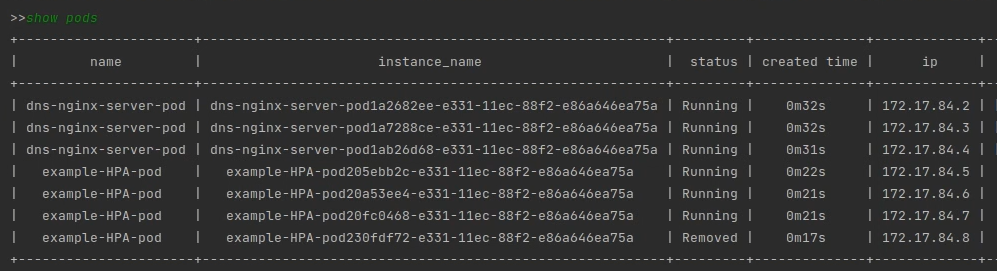 >>show pods
+----------------------+----------------------------------------------------------+---------+--------------+-------------+-
|         name         |                      instance_name                       |  status | created time |      ip     |
+----------------------+----------------------------------------------------------+---------+--------------+-------------+-
| dns-nginx-server-pod | dns-nginx-server-pod1a2682ee-e331-11ec-88f2-e86a646ea75a | Running |    0m32s     | 172.17.84.2 |
| dns-nginx-server-pod | dns-nginx-server-pod1a7288ce-e331-11ec-88f2-e86a646ea75a | Running |    0m32s     | 172.17.84.3 |
| dns-nginx-server-pod | dns-nginx-server-pod1ab26d68-e331-11ec-88f2-e86a646ea75a | Running |    0m31s     | 172.17.84.4 |
|   example-HPA-pod    |   example-HPA-pod205ebb2c-e331-11ec-88f2-e86a646ea75a    | Running |    0m22s     | 172.17.84.5 |
|   example-HPA-pod    |   example-HPA-pod20a53ee4-e331-11ec-88f2-e86a646ea75a    | Running |    0m21s     | 172.17.84.6 |
|   example-HPA-pod    |   example-HPA-pod20fc0468-e331-11ec-88f2-e86a646ea75a    | Running |    0m21s     | 172.17.84.7 |
|   example-HPA-pod    |   example-HPA-pod230fdf72-e331-11ec-88f2-e86a646ea75a    | Removed |    0m17s     | 172.17.84.8 |
+----------------------+----------------------------------------------------------+---------+--------------+-------------+-